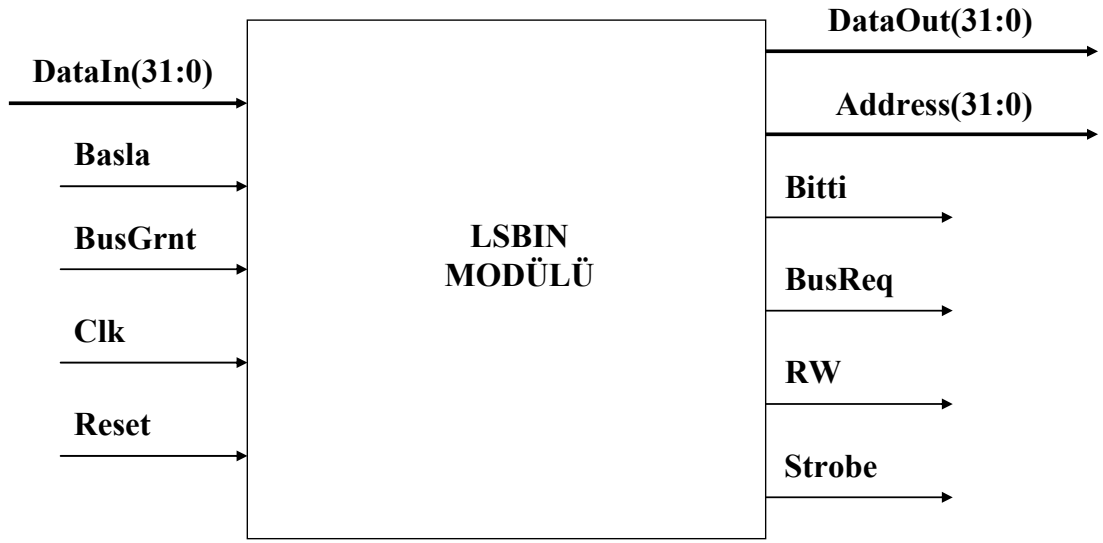 DataIn(31:0)
Basla
BusGrnt
Clk
Reset
LSBIN
MODÜLÜ
DataOut(31:0)
Address(31:0)
Bitti
BusReq
RW
Strobe